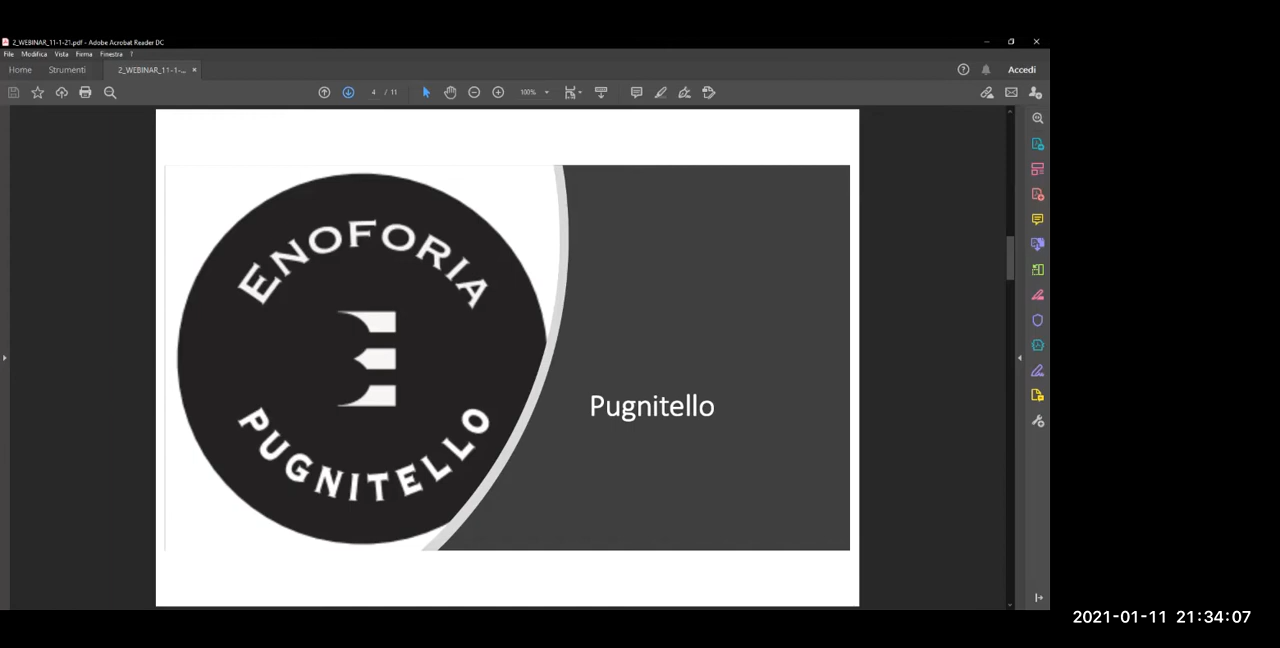 2_WEBINAR_11-1-21.pdf - Adobe Acrobat Reader DC
File Modifica Vista Firma Finestra ?
Home Strumenti 2_WEBINAR_11-1-... × Accedi
4 / 11 100%
ENOFORIA
PUGNITELLO
Pugnitello
2021-01-11 21:34:07